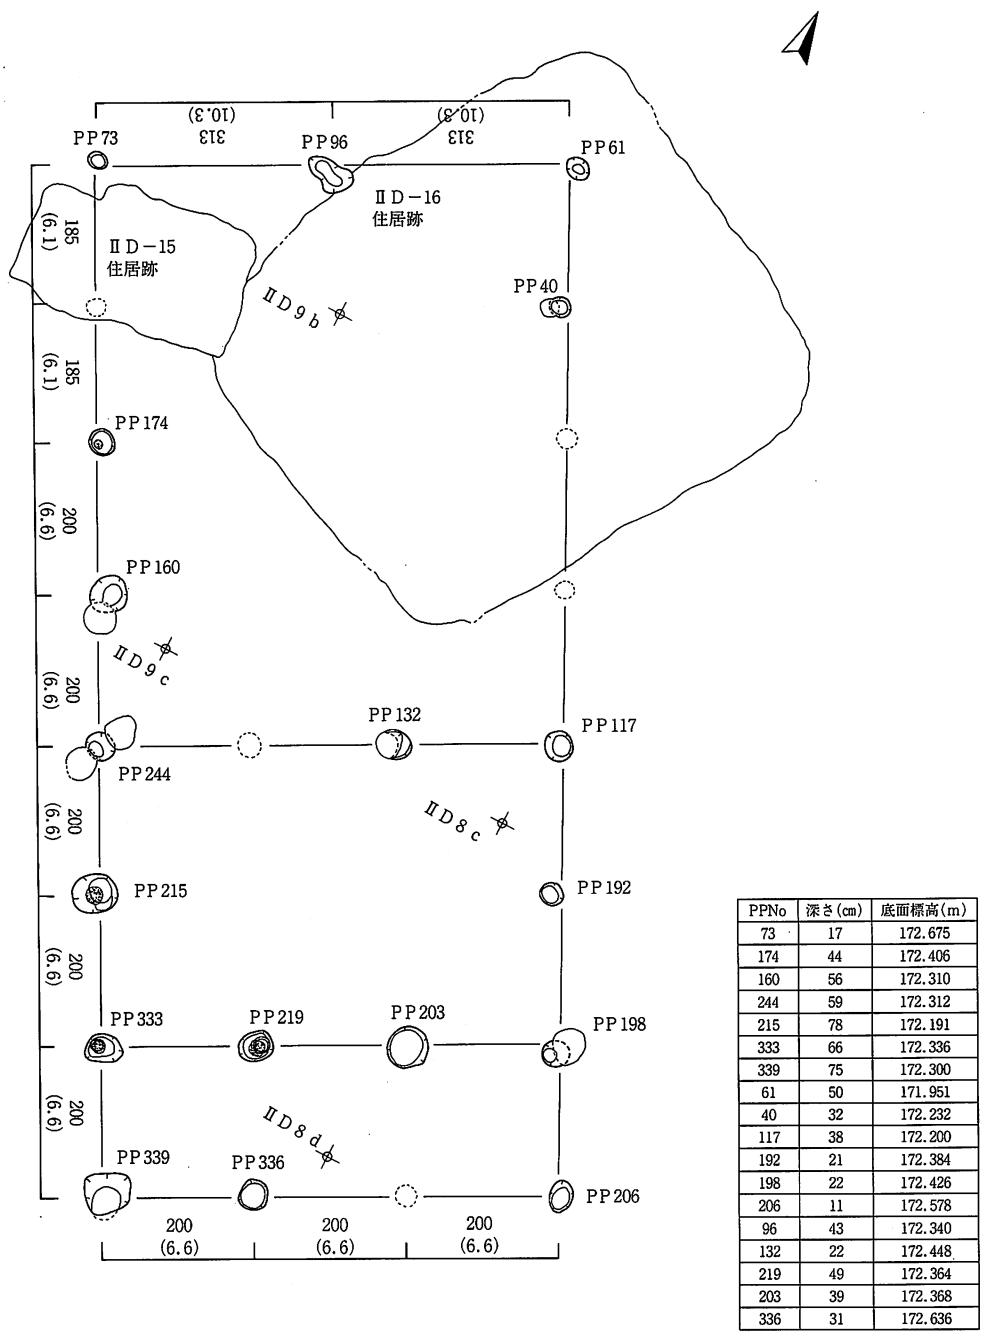 313
(10.3)
313
(10.3)
PP73
PP96
PP61
ⅡD-16
住居跡
ⅡD-15
住居跡
185
(6.1)
PP40
ⅡD9b
185
(6.1)
PP174
200
(6.6)
PP160
ⅡD9c
200
(6.6)
PP132
PP117
PP244
200
(6.6)
ⅡD8c
PP215
PP192
200
(6.6)
PP333
PP219
PP203
PP198
200
(6.6)
ⅡD8d
PP339
PP336
PP206
200
(6.6)
200
(6.6)
200
(6.6)
PPNo 深さ(cm) 底面標高(m)
73 17 172.675
174 44 172.406
160 56 172.310
244 59 172.312
215 78 172.191
333 66 172.336
339 75 172.300
61 50 171.951
40 32 172.232
117 38 172.200
192 21 172.384
198 22 172.426
206 11 172.578
96 43 172.340
132 22 172.448
219 49 172.364
203 39 172.368
336 31 172.636